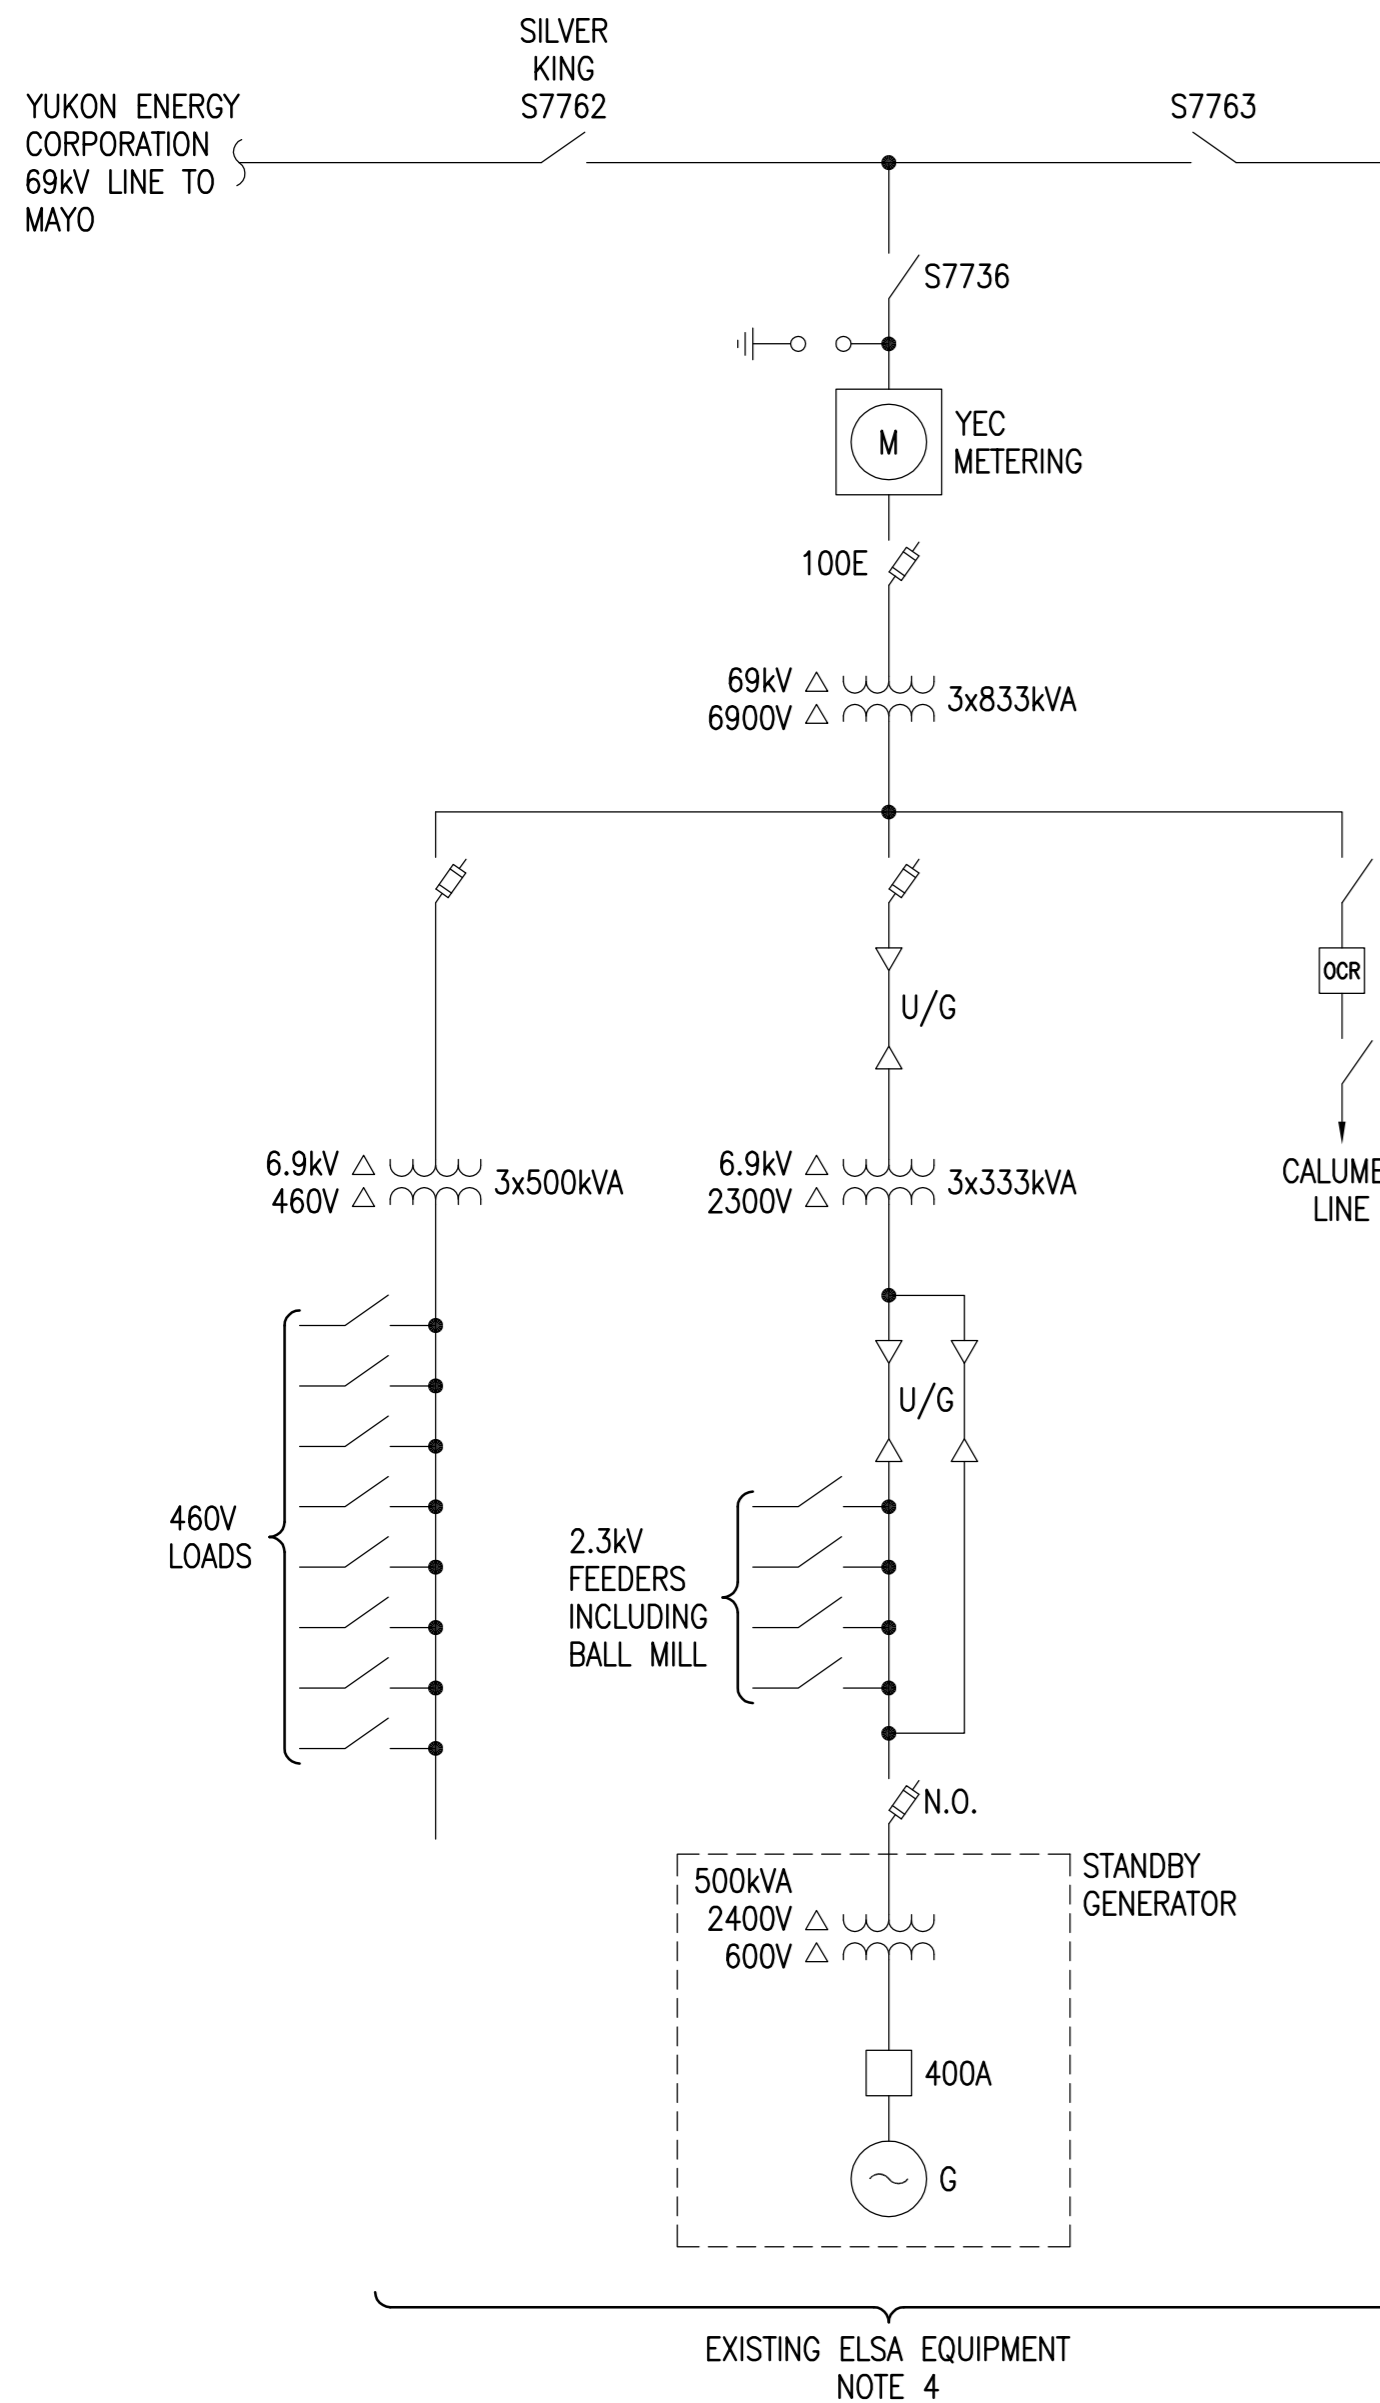 SILVER
KING
S7762
YUKON ENERGY
CORPORATION
69kV LINE TO
MAYO
S7763
S7736
M
YEC
METERING
100E
69kV
6900V
3x833kVA
OCR
U/G
6.9kV
460V
3x500kVA
6.9kV
2300V
3x333kVA
CALUME
LINE
U/G
460V
LOADS
2.3kV
FEEDERS
INCLUDING
BALL MILL
N.O.
STANDBY
GENERATOR
500kVA
2400V
600V
400A
G
EXISTING ELSA EQUIPMENT
NOTE 4